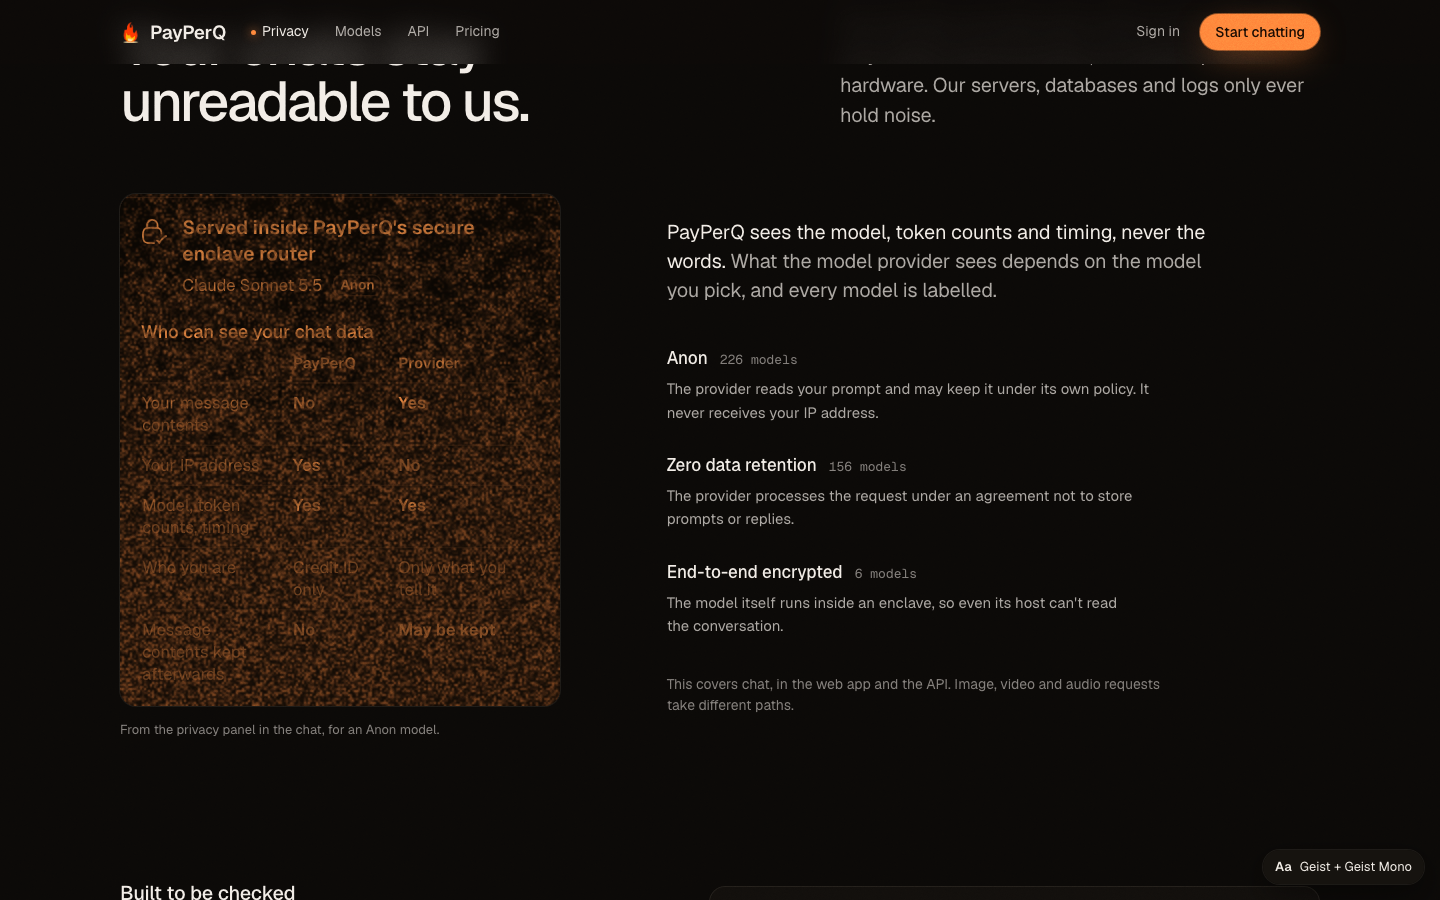 PayPerQ
Privacy
Models
API
Pricing
Sign in
Start chatting
unreadable to us.
hardware. Our servers, databases and logs only ever
hold noise.
Served inside PayPerQ's secure
enclave router
Claude Sonnet 5.5 Anon
Who can see your chat data
PayPerQ Provider
Your message No Yes
contents
Your IP address Yes No
Model, token Yes Yes
counts, timing
Who you are Credit ID Only what you
only tell it
Message No May be kept
contents kept
afterwards
From the privacy panel in the chat, for an Anon model.
PayPerQ sees the model, token counts and timing, never the
words. What the model provider sees depends on the model
you pick, and every model is labelled.
Anon 226 models
The provider reads your prompt and may keep it under its own policy. It
never receives your IP address.
Zero data retention 156 models
The provider processes the request under an agreement not to store
prompts or replies.
End-to-end encrypted 6 models
The model itself runs inside an enclave, so even its host can't read
the conversation.
This covers chat, in the web app and the API. Image, video and audio requests
take different paths.
Built to be checked
Aa Geist + Geist Mono